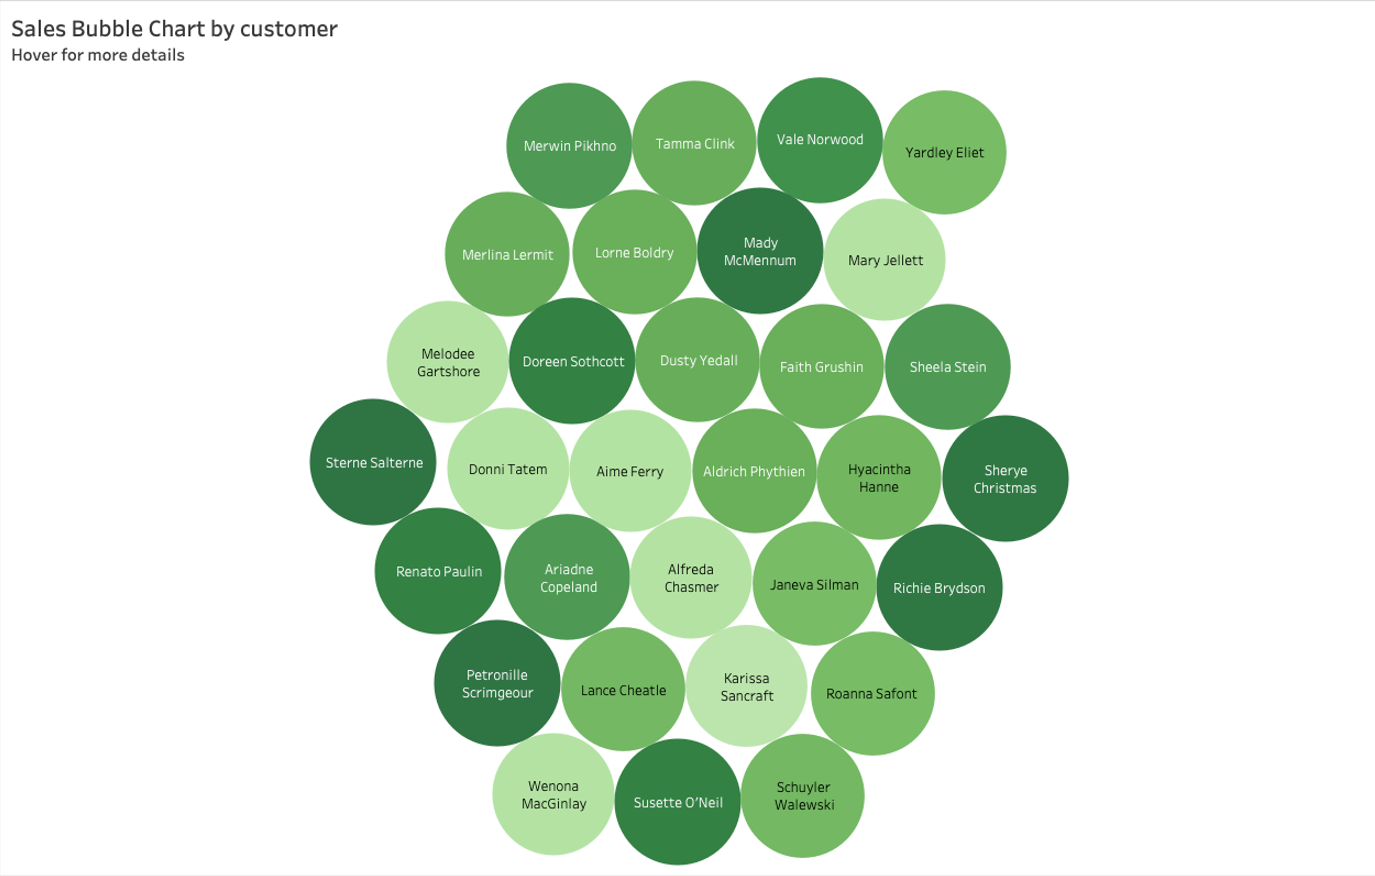 Sales Bubble Chart by customer
Hover for more details
Merwin Pikhno
Tamma Clink
Vale Norwood
Yardley Eliet
Merlina Lermit
Lorne Boldry
Mady
McMennum
Mary Jellett
Melodee
Gartshore
Doreen Sothcott
Dusty Yedall
Faith Grushin
Sheela Stein
Sterne Salterne
Donni Tatem
Aime Ferry
Aldrich Phythien
Hyacintha
Hanne
Sherye
Christmas
Renato Paulin
Ariadne
Copeland
Alfreda
Chasmer
Janeva Silman
Richie Brydson
Petronille
Scrimgeour
Lance Cheatle
Karissa
Sancraft
Roanna Safont
Wenona
MacGinlay
Susette O'Neil
Schuyler
Walewski